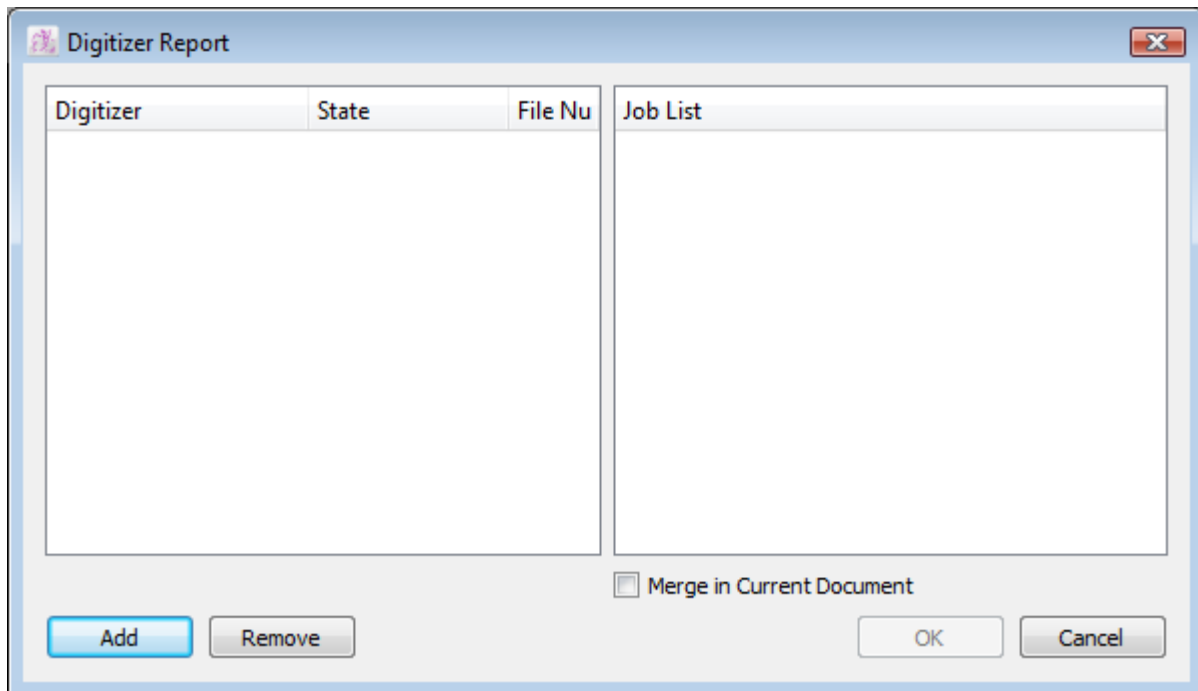 Digitizer Report
Digitizer State File Nu Job List
Merge in Current Document
Add Remove OK Cancel